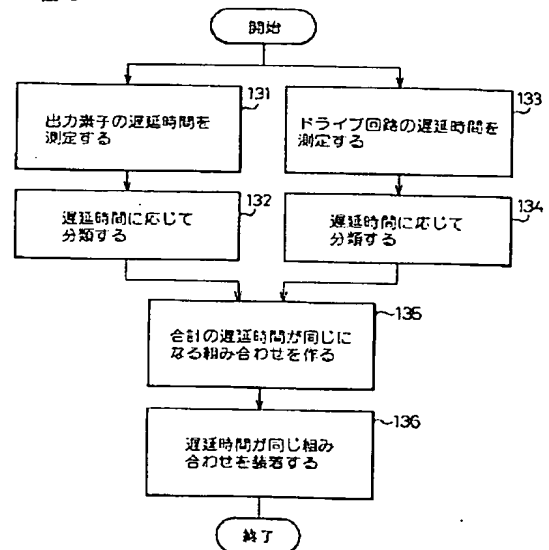 開始
131
出力素子の遅延時間を
測定する
133
ドライブ回路の遅延時間を
測定する
132
遅延時間に応じて
分類する
134
遅延時間に応じて
分類する
135
合計の遅延時間が同じに
なる組み合わせを作る
136
遅延時間が同じ組み
合わせを装着する
終了